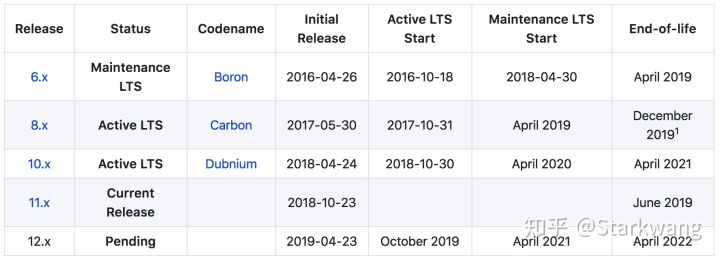 Release Status Codename Initial Release Active LTS Start Maintenance LTS Start End-of-life
6.x Maintenance LTS Boron 2016-04-26 2016-10-18 2018-04-30 April 2019
8.x Active LTS Carbon 2017-05-30 2017-10-31 April 2019 December 2019¹
10.x Active LTS Dubnium 2018-04-24 2018-10-30 April 2020 April 2021
11.x Current Release 2018-10-23 June 2019
12.x Pending 2019-04-23 October 2019 April 2021 April 2022
知乎 @Starkwang